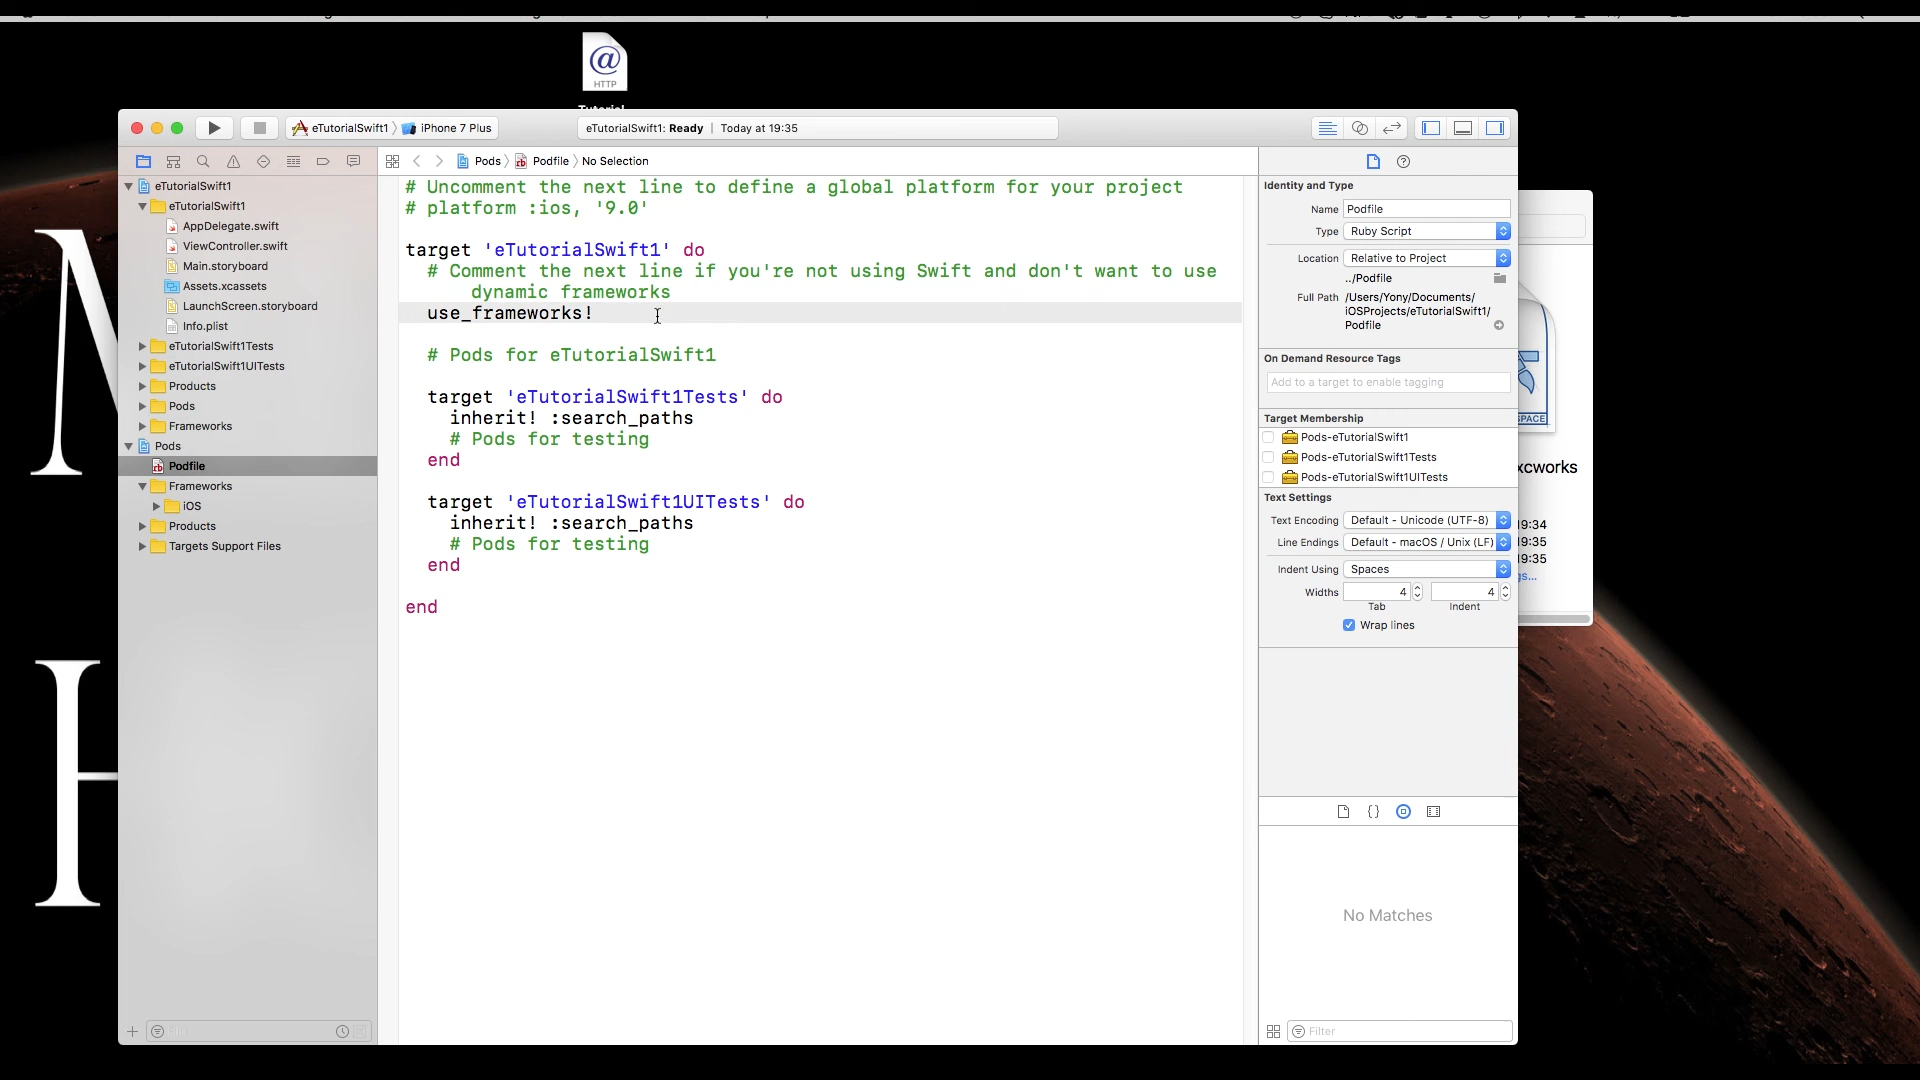 HTTP
eTutorialSwift1 iPhone 7 Plus
eTutorialSwift1: Ready | Today at 19:35
Pods Podfile No Selection
eTutorialSwift1
eTutorialSwift1
AppDelegate.swift
ViewController.swift
Main.storyboard
Assets.xcassets
LaunchScreen.storyboard
Info.plist
eTutorialSwift1Tests
eTutorialSwift1UITests
Products
Pods
Frameworks
Pods
Podfile
Frameworks
iOS
Products
Targets Support Files
# Uncomment the next line to define a global platform for your project
# platform :ios, '9.0'
target 'eTutorialSwift1' do
# Comment the next line if you're not using Swift and don't want to use
dynamic frameworks
use_frameworks!
# Pods for eTutorialSwift1
target 'eTutorialSwift1Tests' do
inherit! :search_paths
# Pods for testing
end
target 'eTutorialSwift1UITests' do
inherit! :search_paths
# Pods for testing
end
end
Identity and Type
Name Podfile
Type Ruby Script
Location Relative to Project
../Podfile
Full Path /Users/Yony/Documents/
iOSProjects/eTutorialSwift1/
Podfile
On Demand Resource Tags
Add to a target to enable tagging
Target Membership
Pods-eTutorialSwift1
Pods-eTutorialSwift1Tests
Pods-eTutorialSwift1UITests
Text Settings
Text Encoding Default - Unicode (UTF-8)
Line Endings Default - macOS / Unix (LF)
Indent Using Spaces
Widths 4 4
Tab Indent
Wrap lines
No Matches
Filter
SPACE
xcworks
19:34
19:35
19:35
M
H